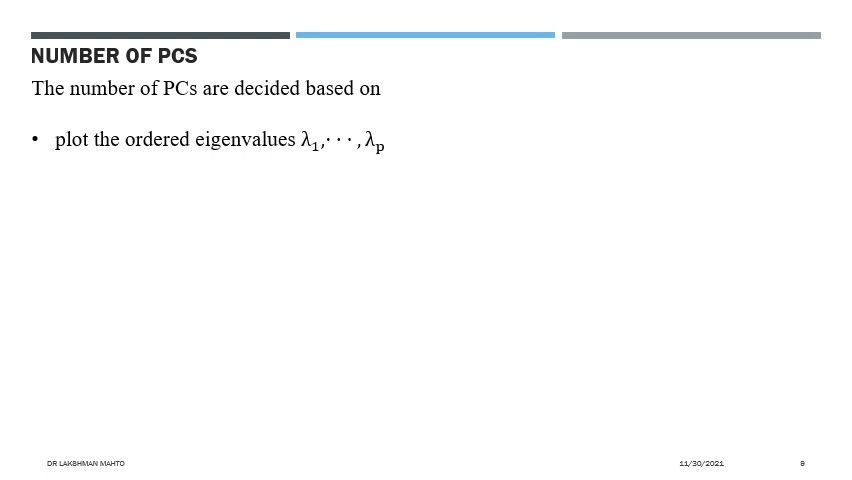 NUMBER OF PCS
The number of PCs are decided based on
• plot the ordered eigenvalues λ₁,···,λₚ
DR LAKSHMAN MAHTO
11/30/2021
9